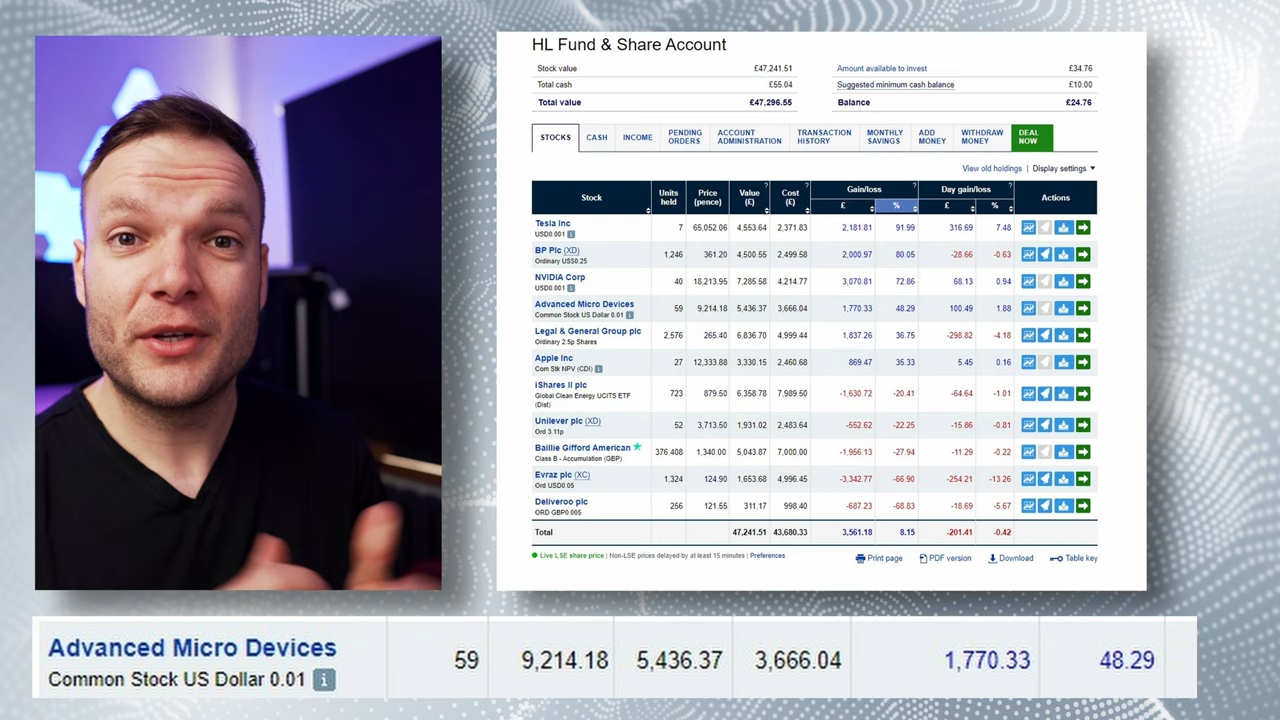 HL Fund & Share Account
Stock value £47,241.51 Amount available to invest £34.76
Total cash £55.04 Suggested minimum cash balance £10.00
Total value £47,296.55 Balance £24.76
STOCKS CASH INCOME PENDING ORDERS ACCOUNT ADMINISTRATION TRANSACTION HISTORY MONTHLY SAVINGS ADD MONEY WITHDRAW MONEY DEAL NOW
View old holdings | Display settings
Stock Units held Price (pence) Value (£) ? Cost (£) ? Gain/loss ? Day gain/loss ? Actions
£ % £ %
Tesla Inc
USD0.001 i 7 65,052.06 4,553.64 2,371.83 2,181.81 91.99 316.69 7.48
BP Plc (XD)
Ordinary US$0.25 1,246 361.20 4,500.55 2,499.58 2,000.97 80.05 -28.66 -0.63
NVIDIA Corp
USD0.001 i 40 18,213.95 7,285.58 4,214.77 3,070.81 72.86 68.13 0.94
Advanced Micro Devices
Common Stock US Dollar 0.01 i 59 9,214.18 5,436.37 3,666.04 1,770.33 48.29 100.49 1.88
Legal & General Group plc
Ordinary 2.5p Shares 2,576 265.40 6,836.70 4,999.44 1,837.26 36.75 -298.82 -4.18
Apple Inc
Com Stk NPV (CDI) i 27 12,333.88 3,330.15 2,460.68 869.47 35.33 5.45 0.16
iShares II plc
Global Clean Energy UCITS ETF
(Dist) 723 879.50 6,358.78 7,989.50 -1,630.72 -20.41 -64.64 -1.01
Unilever plc (XD)
Ord 3.11p 52 3,713.50 1,931.02 2,483.64 -552.62 -22.25 -15.86 -0.81
Baillie Gifford American
Class B - Accumulation (GBP) 376.408 1,340.00 5,043.87 7,000.00 -1,956.13 -27.94 -11.29 -0.22
Evraz plc (XC)
Ord USD0.05 1,324 124.90 1,653.68 4,996.45 -3,342.77 -66.90 -254.21 -13.26
Deliveroo plc
ORD GBP0.005 256 121.55 311.17 998.40 -687.23 -68.83 -18.69 -5.67
Total 47,241.51 43,680.33 3,561.18 8.15 -201.41 -0.42
Live LSE share price | Non-LSE prices delayed by at least 15 minutes | Preferences Print page PDF version Download Table key
Advanced Micro Devices
Common Stock US Dollar 0.01 i 59 9,214.18 5,436.37 3,666.04 1,770.33 48.29